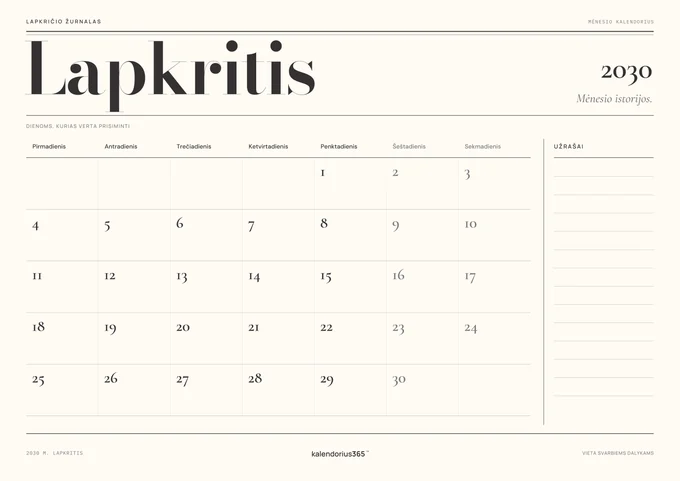 LAPKRIČIO ŽURNALAS
MĖNESIO KALENDORIUS
Lapkritis
2030
Mėnesio istorijos.
DIENOMS, KURIAS VERTA PRISIMINTI
Pirmadienis Antradienis Trečiadienis Ketvirtadienis Penktadienis Šeštadienis Sekmadienis
UŽRAŠAI
1 2 3
4 5 6 7 8 9 10
11 12 13 14 15 16 17
18 19 20 21 22 23 24
25 26 27 28 29 30
2030 M. LAPKRITIS
kalendorius365™
VIETA SVARBIEMS DALYKAMS